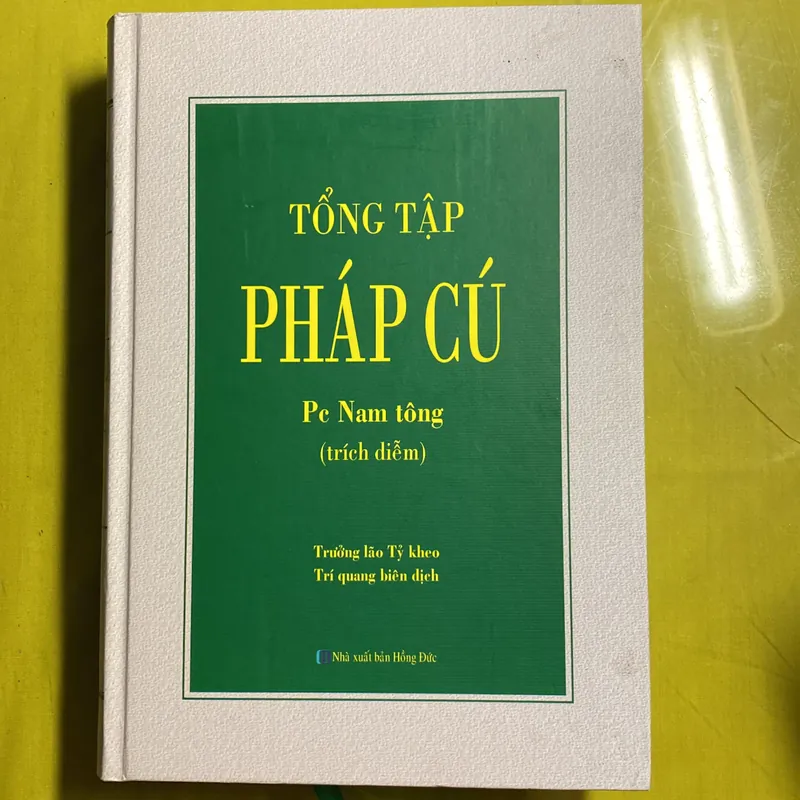 TỔNG TẬP
PHÁP CÚ
Pc Nam tông
(trích diễm)
Trưởng lão Tỷ kheo
Trí quang biên dịch
Nhà xuất bản Hồng Đức